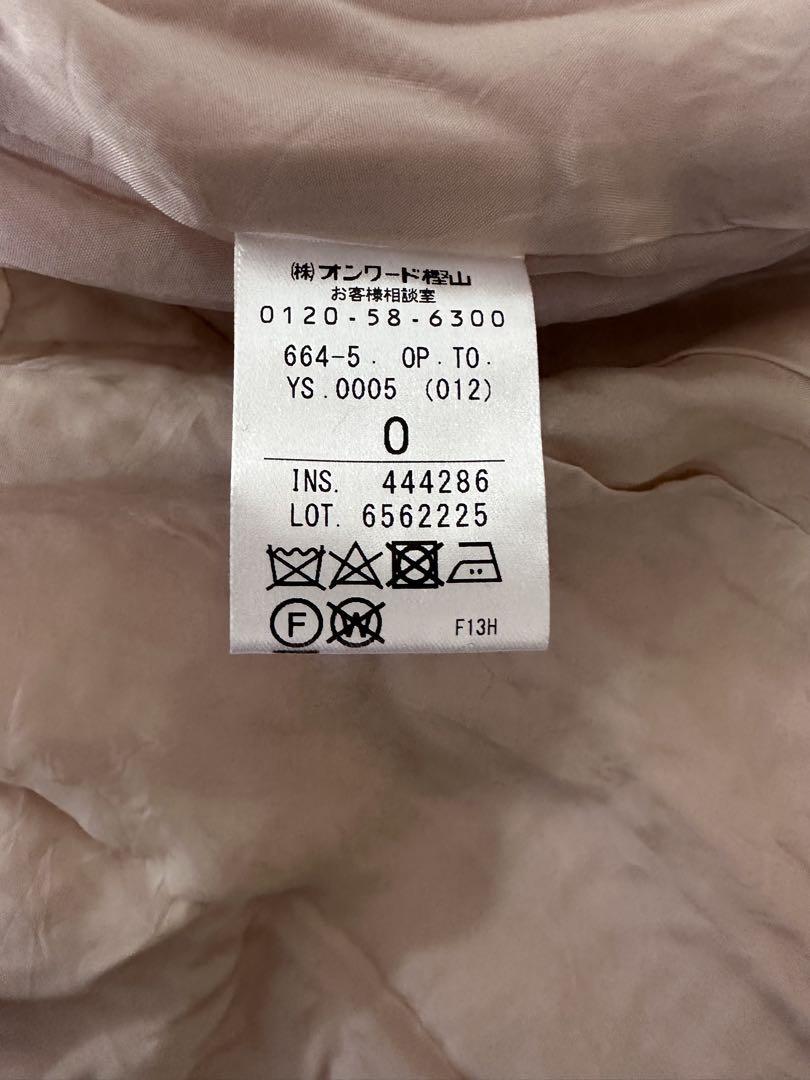 (株)オンワード樫山
お客様相談室
0120-58-6300
664-5. OP.TO.
YS.0005 (012)
0
INS. 444286
LOT. 6562225
F W F13H